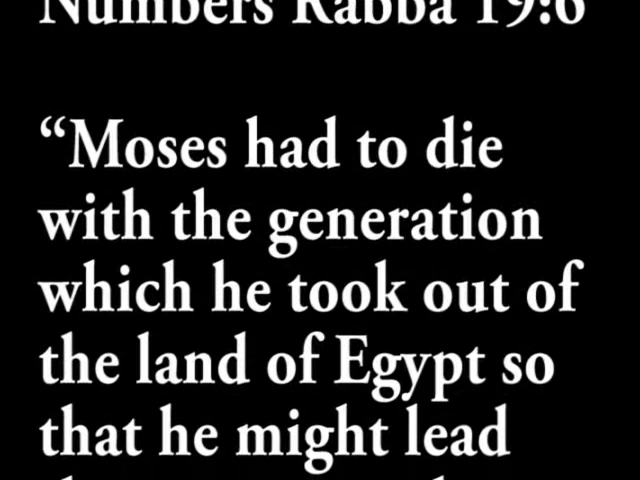 Numbers Rabba 19:6
“Moses had to die
with the generation
which he took out of
the land of Egypt so
that he might lead